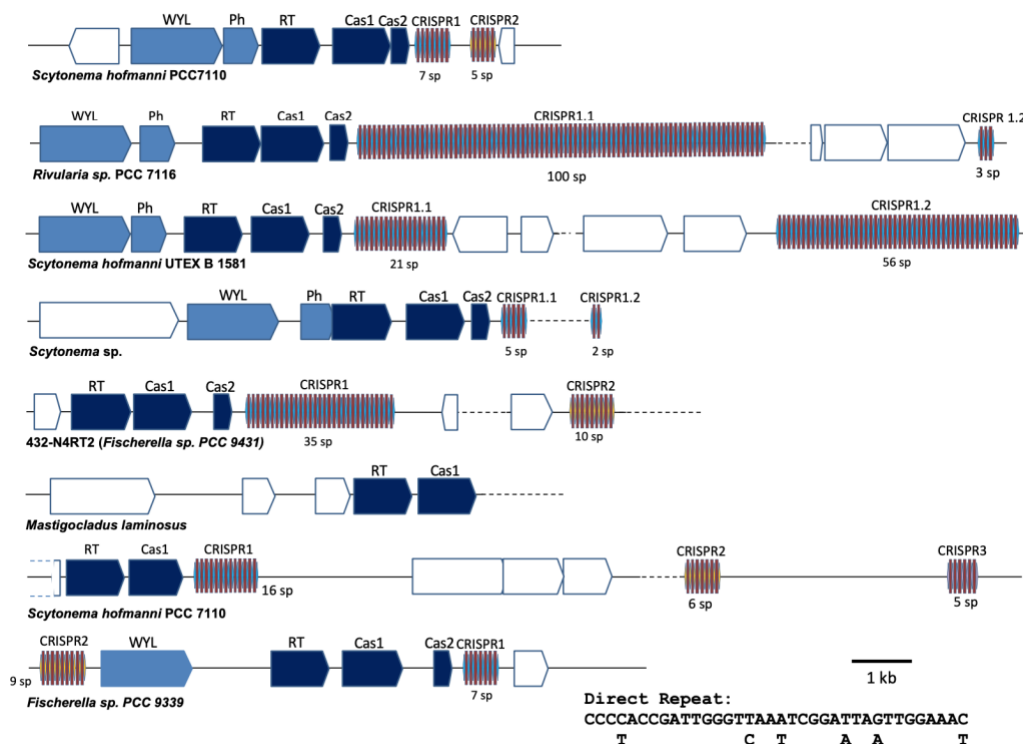 WYL Ph RT Cas1 Cas2 CRISPR1 CRISPR2
7 sp 5 sp
Scytonema hofmanni PCC7110
WYL Ph RT Cas1 Cas2 CRISPR1.1 CRISPR 1.2
100 sp 3 sp
Rivularia sp. PCC 7116
WYL Ph RT Cas1 Cas2 CRISPR1.1 CRISPR1.2
Scytonema hofmanni UTEX B 1581 21 sp 56 sp
WYL Ph RT Cas1 Cas2 CRISPR1.1 CRISPR1.2
Scytonema sp. 5 sp 2 sp
RT Cas1 Cas2 CRISPR1 CRISPR2
432-N4RT2 (Fischerella sp. PCC 9431) 35 sp 10 sp
RT Cas1
Mastigocladus laminosus
RT Cas1 CRISPR1 CRISPR2 CRISPR3
16 sp 6 sp 5 sp
Scytonema hofmanni PCC 7110
CRISPR2 WYL RT Cas1 Cas2 CRISPR1
9 sp 7 sp
Fischerella sp. PCC 9339
1 kb
Direct Repeat:
CCCCTACCGATTGGGTTAAATCGGATTAGTTGGAAAC
T C T A A T